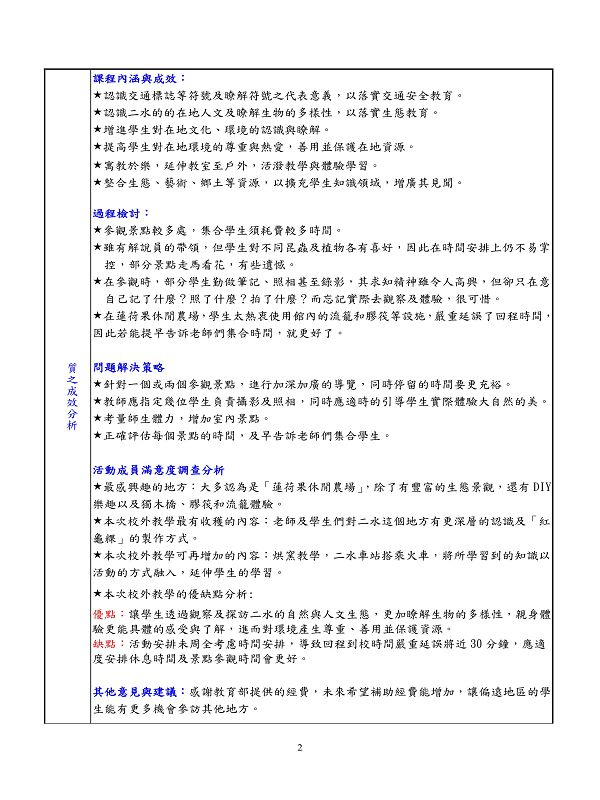 課程內涵與成效：
★認識交通標誌等符號及瞭解符號之代表意義，以落實交通安全教育。
★認識二水的的在地人文及瞭解生物的多樣性，以落實生態教育。
★增進學生對在地文化、環境的認識與瞭解。
★提高學生對在地環境的尊重與熱愛，善用並保護在地資源。
★寓教於樂，延伸教室至戶外，活潑教學與體驗學習。
★整合生態、藝術、鄉土等資源，以擴充學生知識領域，增廣其見聞。
過程檢討：
★參觀景點較多處，集合學生須耗費較多時間。
★雖有解說員的帶領，但學生對不同昆蟲及植物各有喜好，因此在時間安排上仍不易掌
控，部分景點走馬看花，有些遺憾。
★在參觀時，部分學生勤做筆記、照相甚至錄影，其求知精神雖令人高興，但卻只在意
自己記了什麼？照了什麼？拍了什麼？而忘記實際去觀察及體驗，很可惜。
★在蓮荷果休閒農場，學生太熱衷使用館內的流籠和膠筏等設施，嚴重延誤了回程時間，
因此若能提早告訴老師們集合時間，就更好了。
質之成效分析
問題解決策略
★針對一個或兩個參觀景點，進行加深加廣的導覽，同時停留的時間要更充裕。
★教師應指定幾位學生負責攝影及照相，同時應適時的引導學生實際體驗大自然的美。
★考量師生體力，增加室內景點。
★正確評估每個景點的時間，及早告訴老師們集合學生。
活動成員滿意度調查分析
★最感興趣的地方：大多認為是「蓮荷果休閒農場」，除了有豐富的生態景觀，還有 DIY
樂趣以及獨木橋、膠筏和流籠體驗。
★本次校外教學最有收穫的內容：老師及學生們對二水這個地方有更深層的認識及「紅
龜粿」的製作方式。
★本次校外教學可再增加的內容：烘窯教學，二水車站搭乘火車，將所學習到的知識以
活動的方式融入，延伸學生的學習。
★本次校外教學的優缺點分析：
優點：讓學生透過觀察及探訪二水的自然與人文生態，更加瞭解生物的多樣性，親身體
驗更能具體的感受與了解，進而對環境產生尊重、善用並保護資源。
缺點：活動安排未周全考慮時間安排，導致回程到校時間嚴重延誤將近 30 分鐘，應適
度安排休息時間及景點參觀時間會更好。
其他意見與建議：感謝教育部提供的經費，未來希望補助經費能增加，讓偏遠地區的學
生能有更多機會參訪其他地方。
2